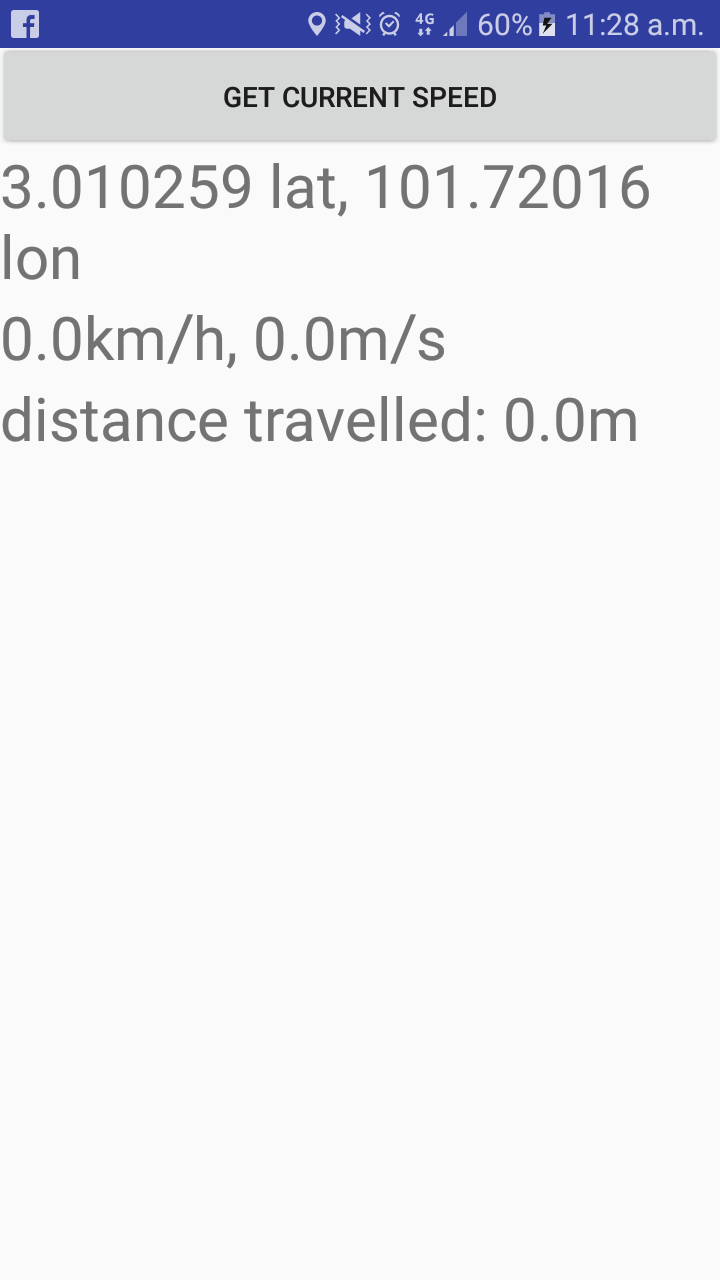 4G 60% 11:28 a.m.
GET CURRENT SPEED
3.010259 lat, 101.72016
lon
0.0km/h, 0.0m/s
distance travelled: 0.0m